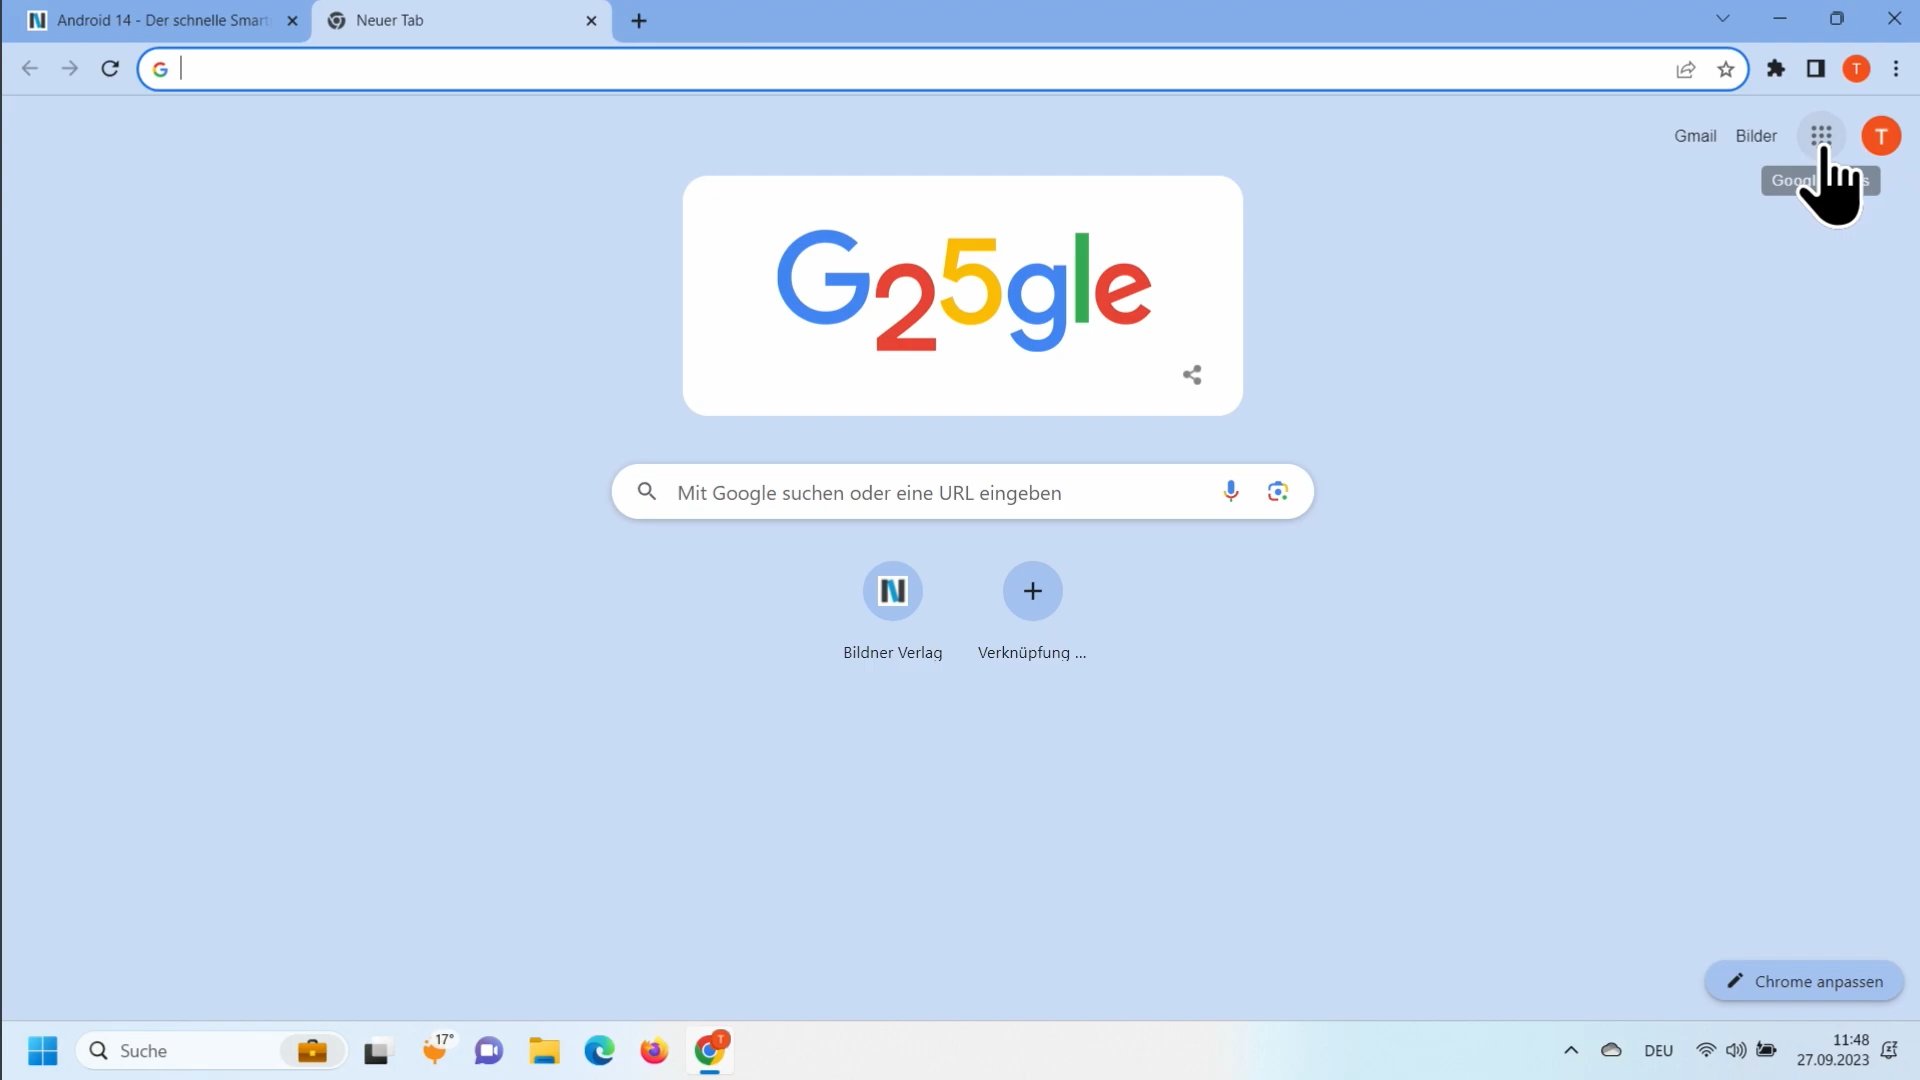 Android 14 - Der schnelle Smart
Neuer Tab
T
Gmail
Bilder
T
G25gle
Mit Google suchen oder eine URL eingeben
Bildner Verlag
Verknüpfung ...
Chrome anpassen
Suche
17°
T
DEU
11:48
27.09.2023